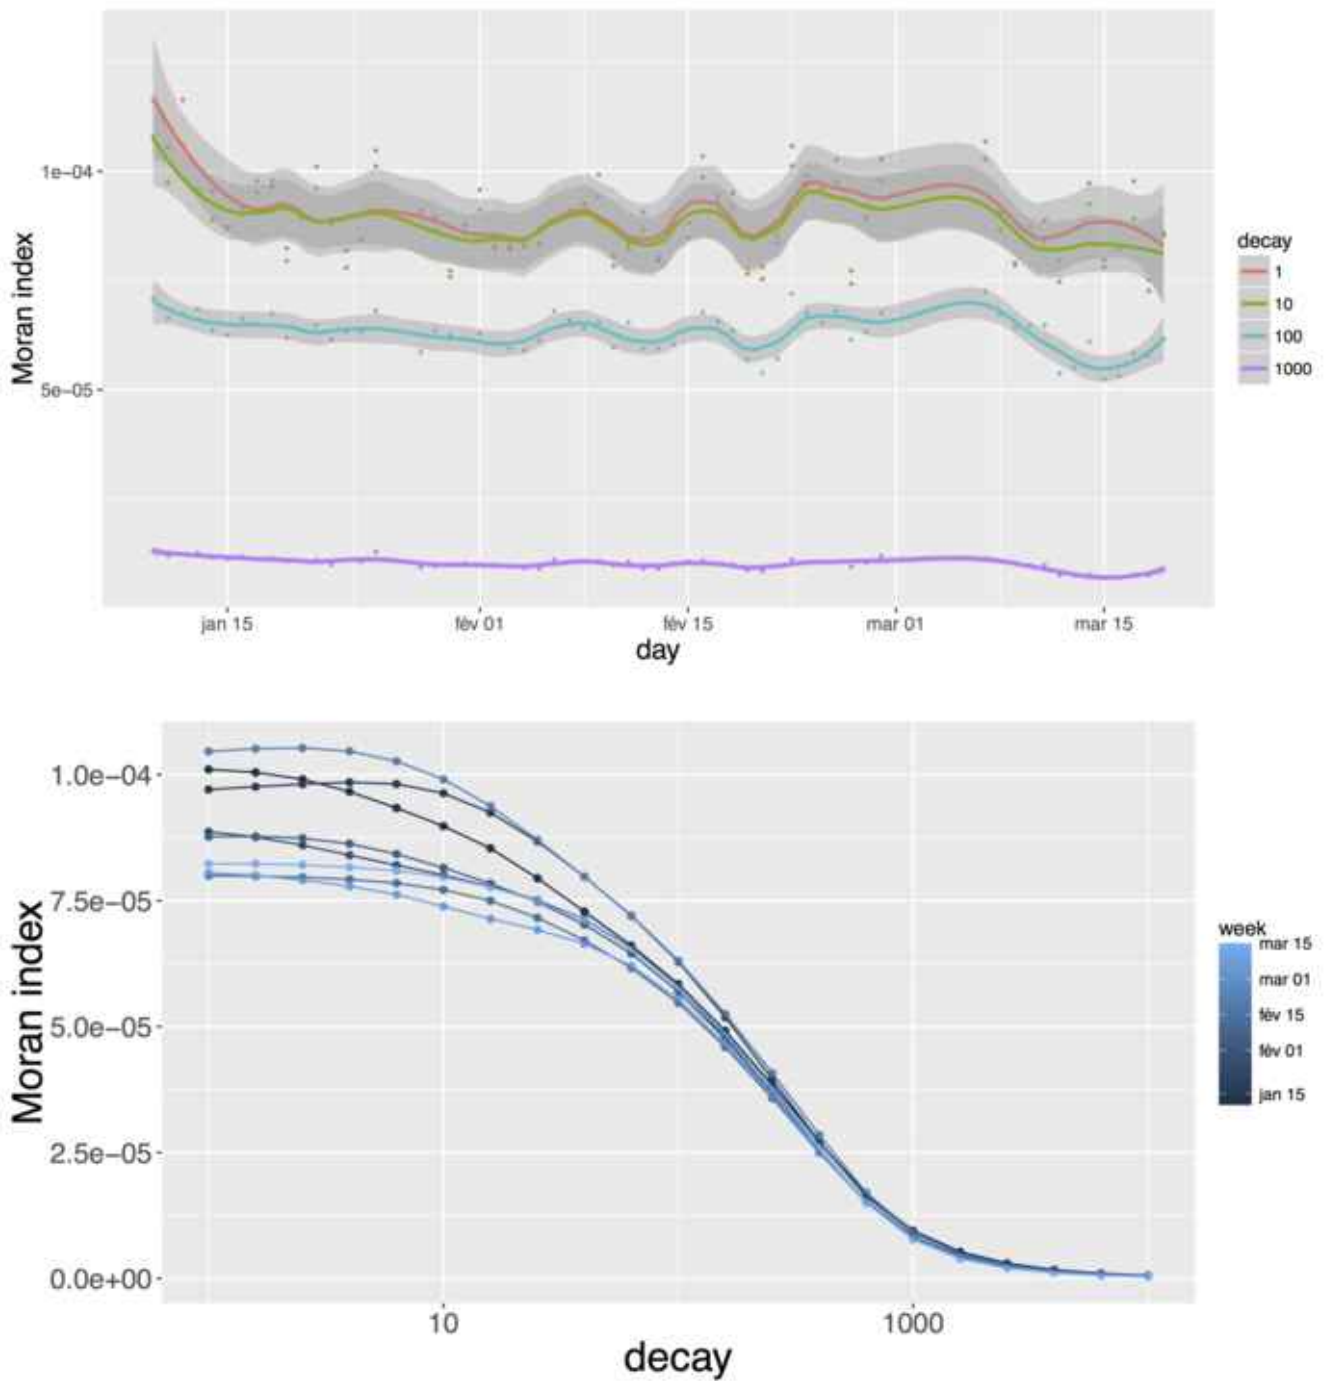 Moran index
1e−04
5e−05
jan 15
fév 01
fév 15
mar 01
mar 15
day
decay
1
10
100
1000
Moran index
1.0e−04
7.5e−05
5.0e−05
2.5e−05
0.0e+00
10
1000
decay
week
mar 15
mar 01
fév 15
fév 01
jan 15